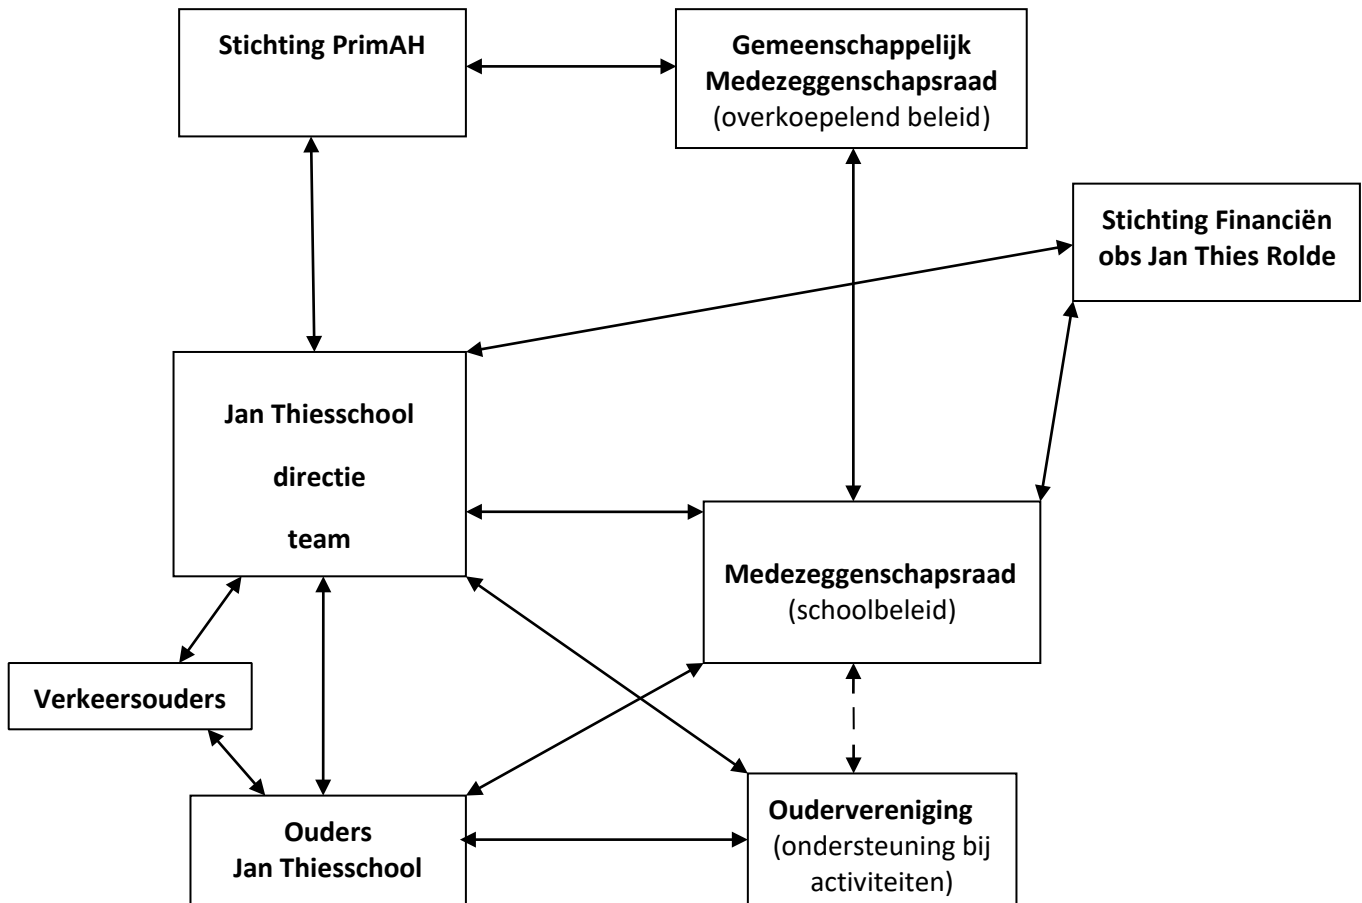 Stichting PrimAH
Gemeenschappelijk
Medezeggenschapsraad
(overkoepelend beleid)
Stichting Financiën
obs Jan Thies Rolde
Jan Thiesschool
directie
team
Medezeggenschapsraad
(schoolbeleid)
Verkeersouders
Ouders
Jan Thiesschool
Oudervereniging
(ondersteuning bij
activiteiten)